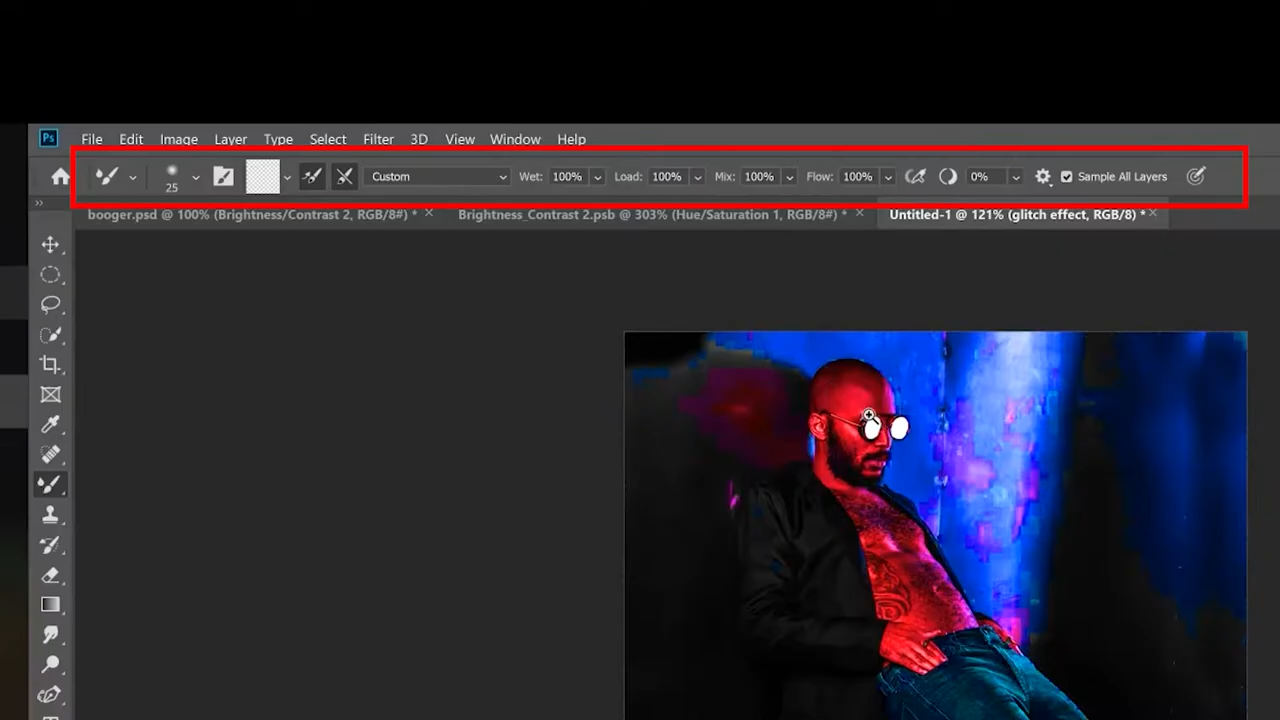 Ps File Edit Image Layer Type Select Filter 3D View Window Help
25 Custom Wet: 100% Load: 100% Mix: 100% Flow: 100% 0% Sample All Layers
booger.psd @ 100% (Brightness/Contrast 2, RGB/8#) * × Brightness_Contrast 2.psb @ 303% (Hue/Saturation 1, RGB/8#) * × Untitled-1 @ 121% (glitch effect, RGB/8) * ×